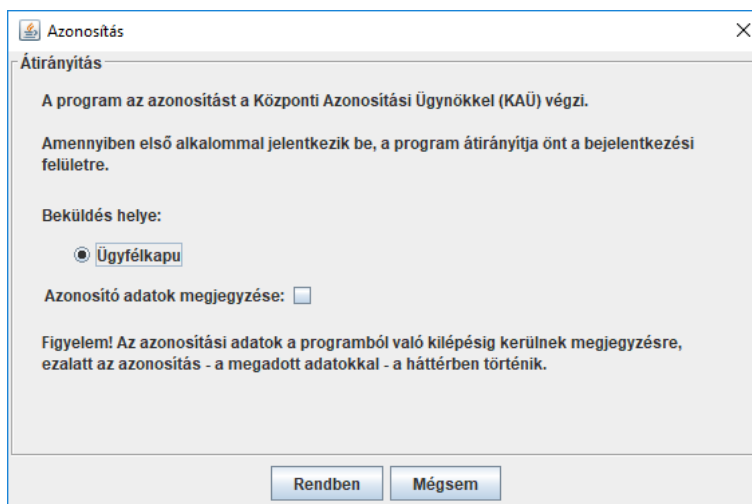 Azonosítás
Átirányítás
A program az azonosítást a Központi Azonosítási Ügynökkel (KAÜ) végzi.
Amennyiben első alkalommal jelentkezik be, a program átirányítja önt a bejelentkezési
felületre.
Beküldés helye:
Ügyfélkapu
Azonosító adatok megjegyzése:
Figyelem! Az azonosítási adatok a programból való kilépésig kerülnek megjegyzésre,
ezalatt az azonosítás - a megadott adatokkal - a háttérben történik.
Rendben
Mégsem